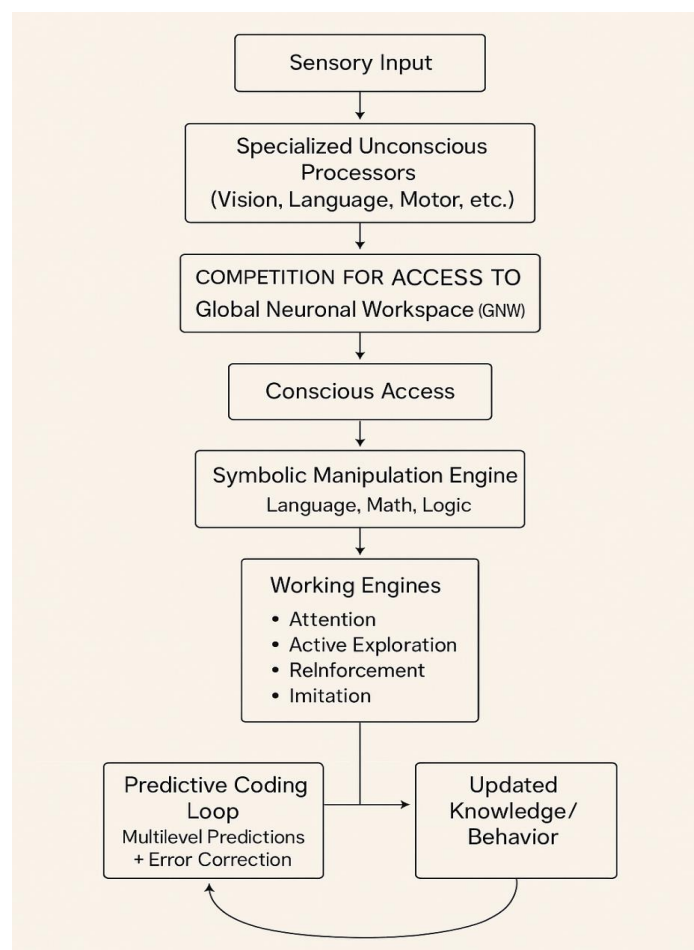 Sensory Input
Specialized Unconscious
Processors
(Vision, Language, Motor, etc.)
COMPETITION FOR ACCESS TO
Global Neuronal Workspace (GNW)
Conscious Access
Symbolic Manipulation Engine
Language, Math, Logic
Working Engines
• Attention
• Active Exploration
• Relnforcement
• Imitation
Predictive Coding
Loop
Multilevel Predictions
+ Error Correction
Updated
Knowledge/
Behavior